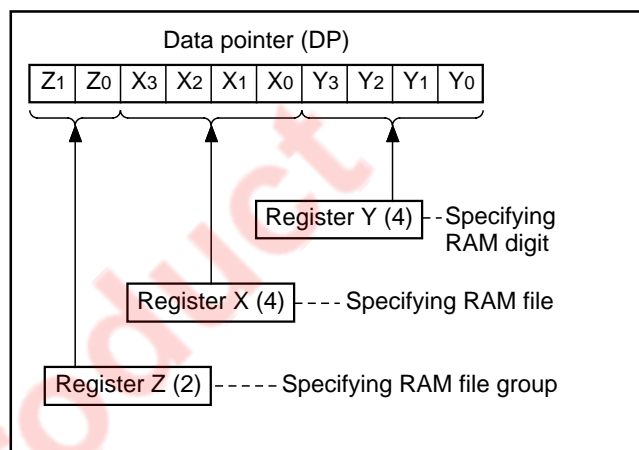 Data pointer (DP)
Z1 Z0 X3 X2 X1 X0 Y3 Y2 Y1 Y0
Register Y (4)
Specifying
RAM digit
Register X (4)
Specifying RAM file
Register Z (2)
Specifying RAM file group
roduct